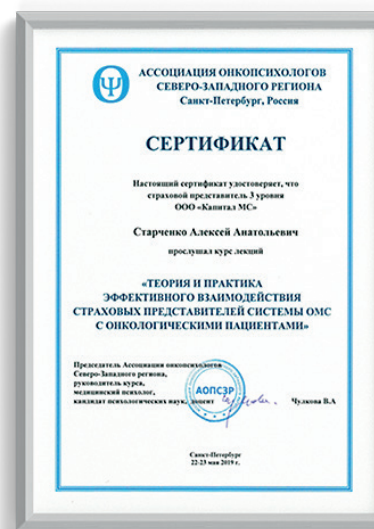 АССОЦИАЦИЯ ОНКОПСИХОЛОГОВ
СЕВЕРО-ЗАПАДНОГО РЕГИОНА
Санкт-Петербург, Россия
СЕРТИФИКАТ
Настоящий сертификат удостоверяет, что
страховой представитель 3 уровня
ООО «Капитал МС»
Старченко Алексей Анатольевич
прослушал курс лекций
«ТЕОРИЯ И ПРАКТИКА
ЭФФЕКТИВНОГО ВЗАИМОДЕЙСТВИЯ
СТРАХОВЫХ ПРЕДСТАВИТЕЛЕЙ СИСТЕМЫ ОМС
С ОНКОЛОГИЧЕСКИМИ ПАЦИЕНТАМИ»
Председатель Ассоциации онкопсихологов
Северо-Западного региона,
руководитель курса,
медицинский психолог,
кандидат психологических наук, доцент
АОПСЗР
Чулкова В.А
Санкт-Петербург
22-23 мая 2019 г.